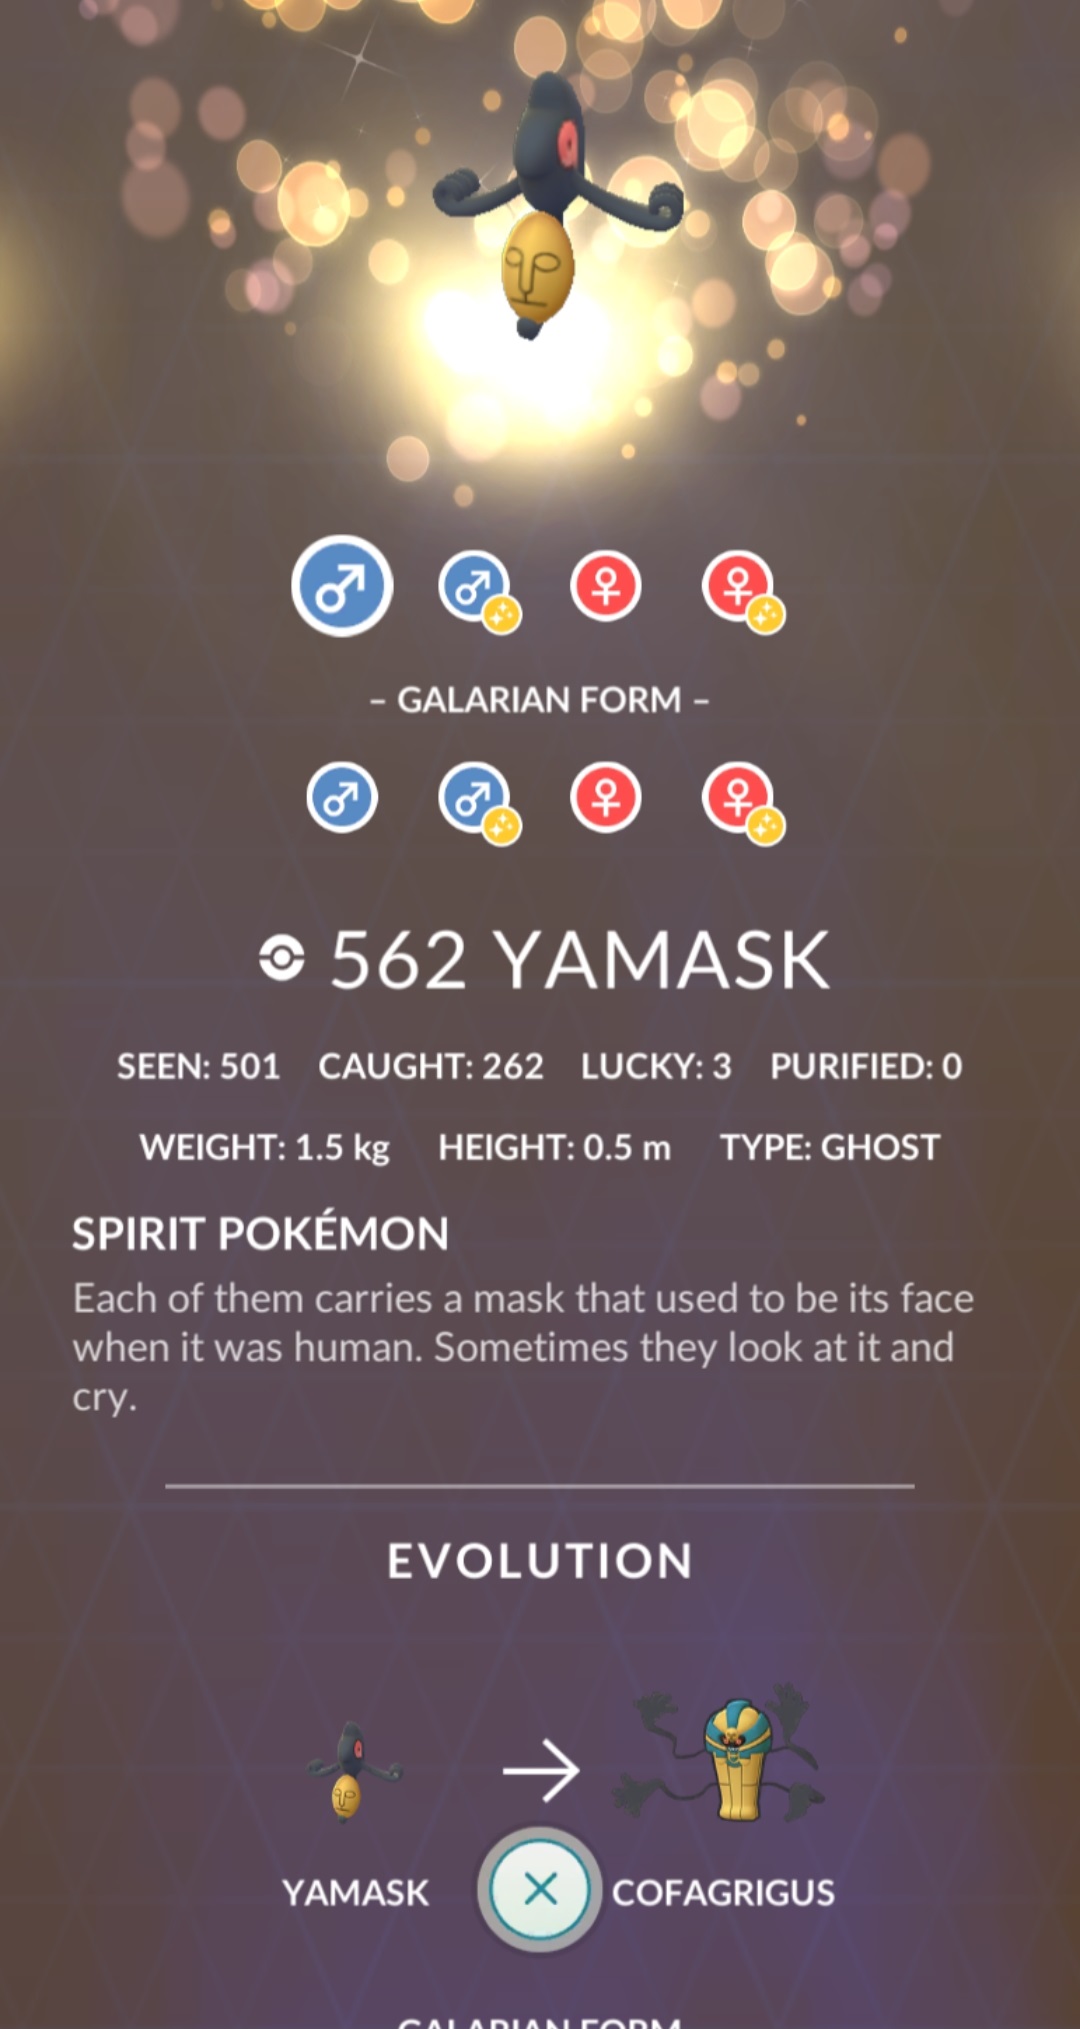 – GALARIAN FORM –
562 YAMASK
SEEN: 501 CAUGHT: 262 LUCKY: 3 PURIFIED: 0
WEIGHT: 1.5 kg HEIGHT: 0.5 m TYPE: GHOST
SPIRIT POKÉMON
Each of them carries a mask that used to be its face
when it was human. Sometimes they look at it and
cry.
EVOLUTION
YAMASK COFAGRIGUS
GALARIAN FORM